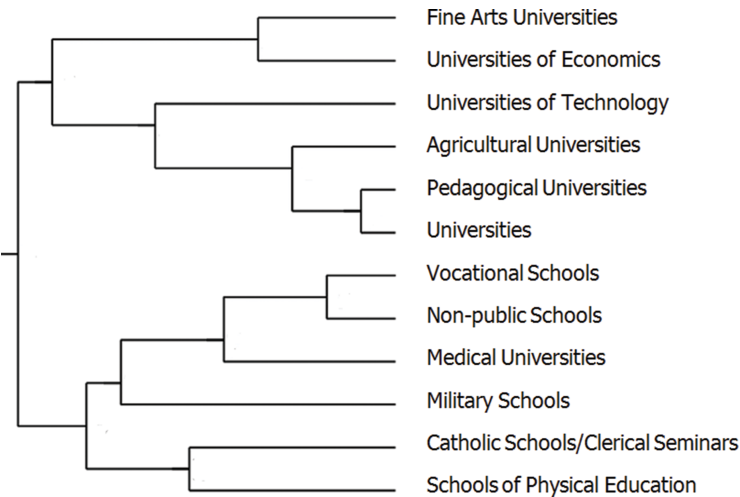 Fine Arts Universities
Universities of Economics
Universities of Technology
Agricultural Universities
Pedagogical Universities
Universities
Vocational Schools
Non-public Schools
Medical Universities
Military Schools
Catholic Schools/Clerical Seminars
Schools of Physical Education